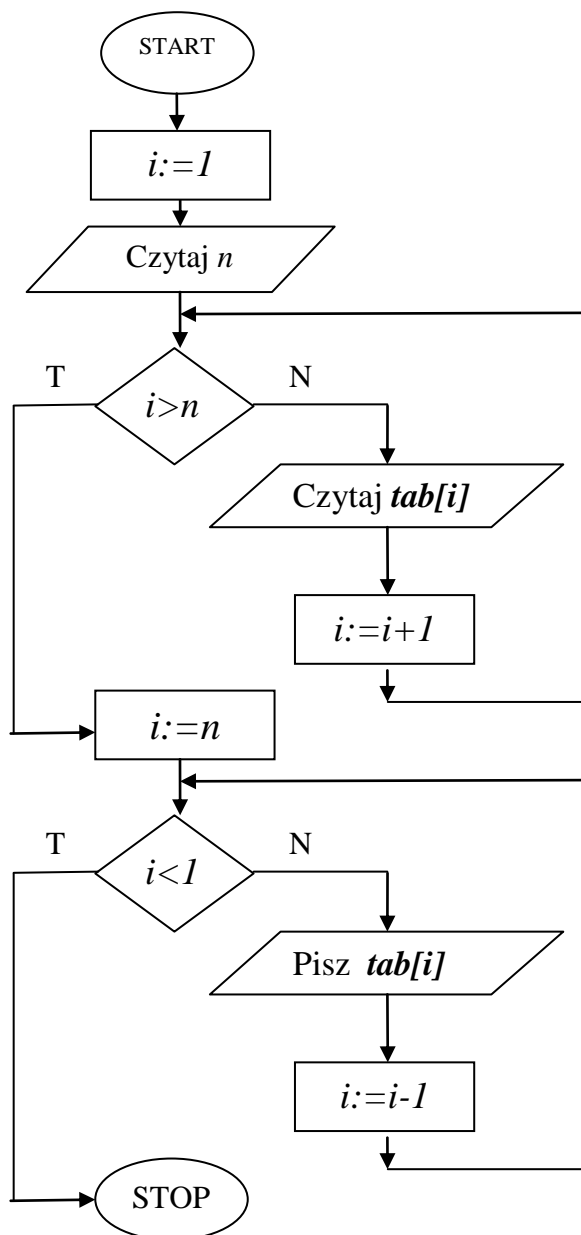 START
i:=1
Czytaj n
T
N
i>n
Czytaj tab[i]
i:=i+1
i:=n
T
N
i<1
Pisz tab[i]
i:=i-1
STOP